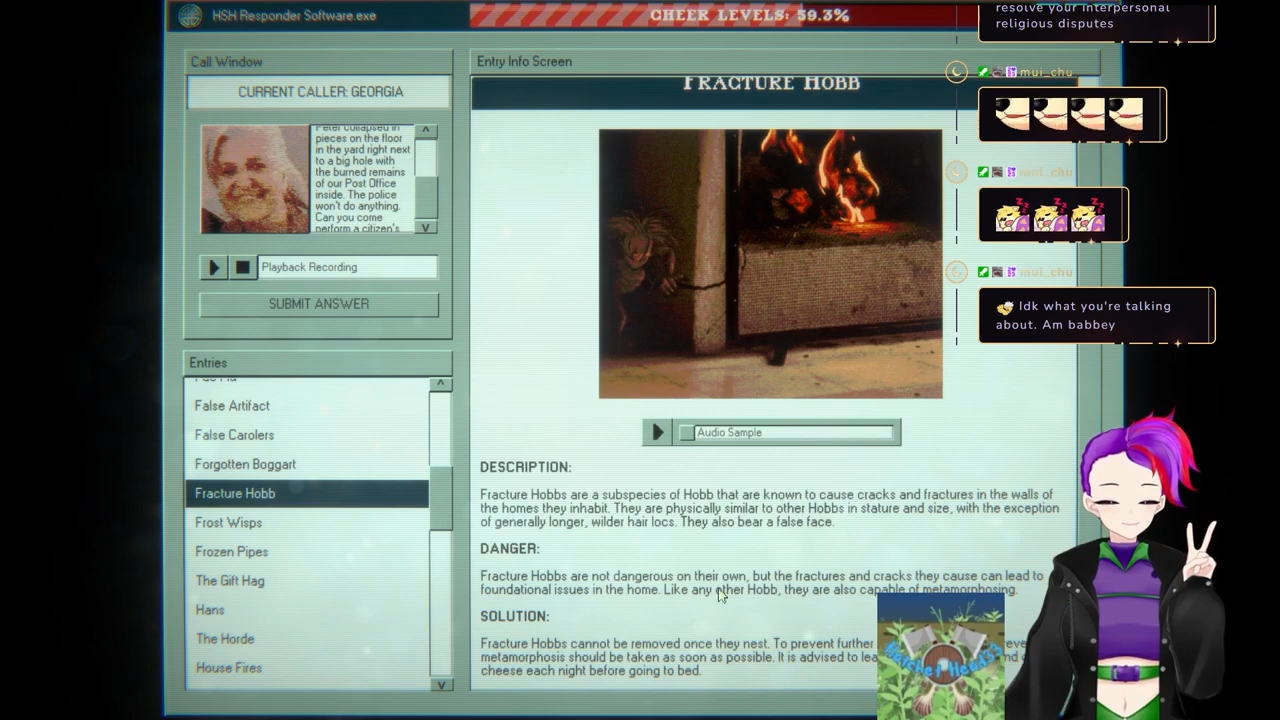 HSH Responder Software.exe
CHEER LEVELS: 59.3%
Call Window
CURRENT CALLER: GEORGIA
Peter collapsed in
pieces on the floor
in the yard right next
to a big hole with
the burned remains
of our Post Office
inside. The police
won't do anything.
Can you come
perform a citizen's
Playback Recording
SUBMIT ANSWER
Entries
False Artifact
False Carolers
Forgotten Boggart
Fracture Hobb
Frost Wisps
Frozen Pipes
The Gift Hag
Hans
The Horde
House Fires
Entry Info Screen
FRACTURE HOBB
Audio Sample
DESCRIPTION:
Fracture Hobbs are a subspecies of Hobb that are known to cause cracks and fractures in the walls of
the homes they inhabit. They are physically similar to other Hobbs in stature and size, with the exception
of generally longer, wilder hair locs. They also bear a false face.
DANGER:
Fracture Hobbs are not dangerous on their own, but the fractures and cracks they cause can lead to
foundational issues in the home. Like any other Hobb, they are also capable of metamorphosing.
SOLUTION:
Fracture Hobbs cannot be removed once they nest. To prevent further
metamorphosis should be taken as soon as possible. It is advised to
cheese each night before going to bed.
resolve your interpersonal
religious disputes
mui_chu
mui_chu
mui_chu
Idk what you're talking
about. Am babbey
Hatchet Head33